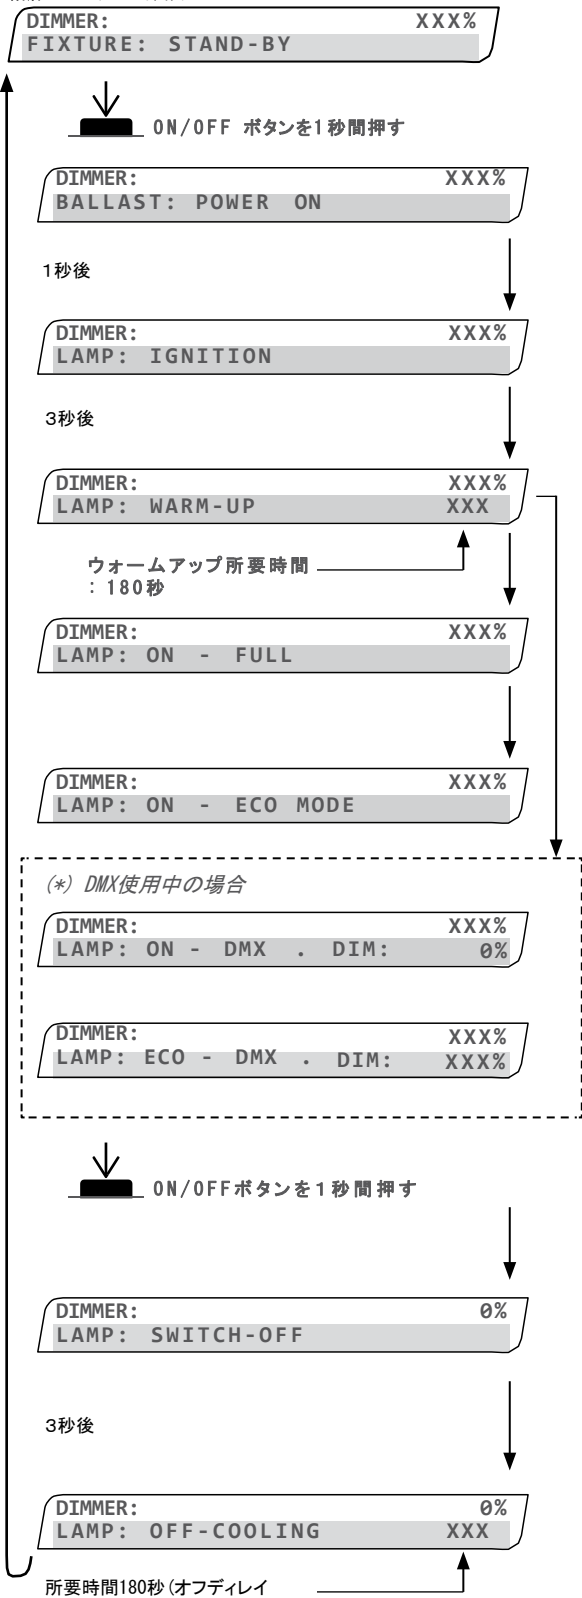 DIMMER: XXX%
FIXTURE: STAND-BY
ON/OFF ボタンを1秒間押す
DIMMER: XXX%
BALLAST: POWER ON
1秒後
DIMMER: XXX%
LAMP: IGNITION
3秒後
DIMMER: XXX%
LAMP: WARM-UP XXX
ウォームアップ所要時間
: 180秒
DIMMER: XXX%
LAMP: ON - FULL
DIMMER: XXX%
LAMP: ON - ECO MODE
(*) DMX使用中の場合
DIMMER: XXX%
LAMP: ON - DMX . DIM: 0%
DIMMER: XXX%
LAMP: ECO - DMX . DIM: XXX%
ON/OFFボタンを1秒間押す
DIMMER: 0%
LAMP: SWITCH-OFF
3秒後
DIMMER: 0%
LAMP: OFF-COOLING XXX
所要時間180秒(オフディレイ